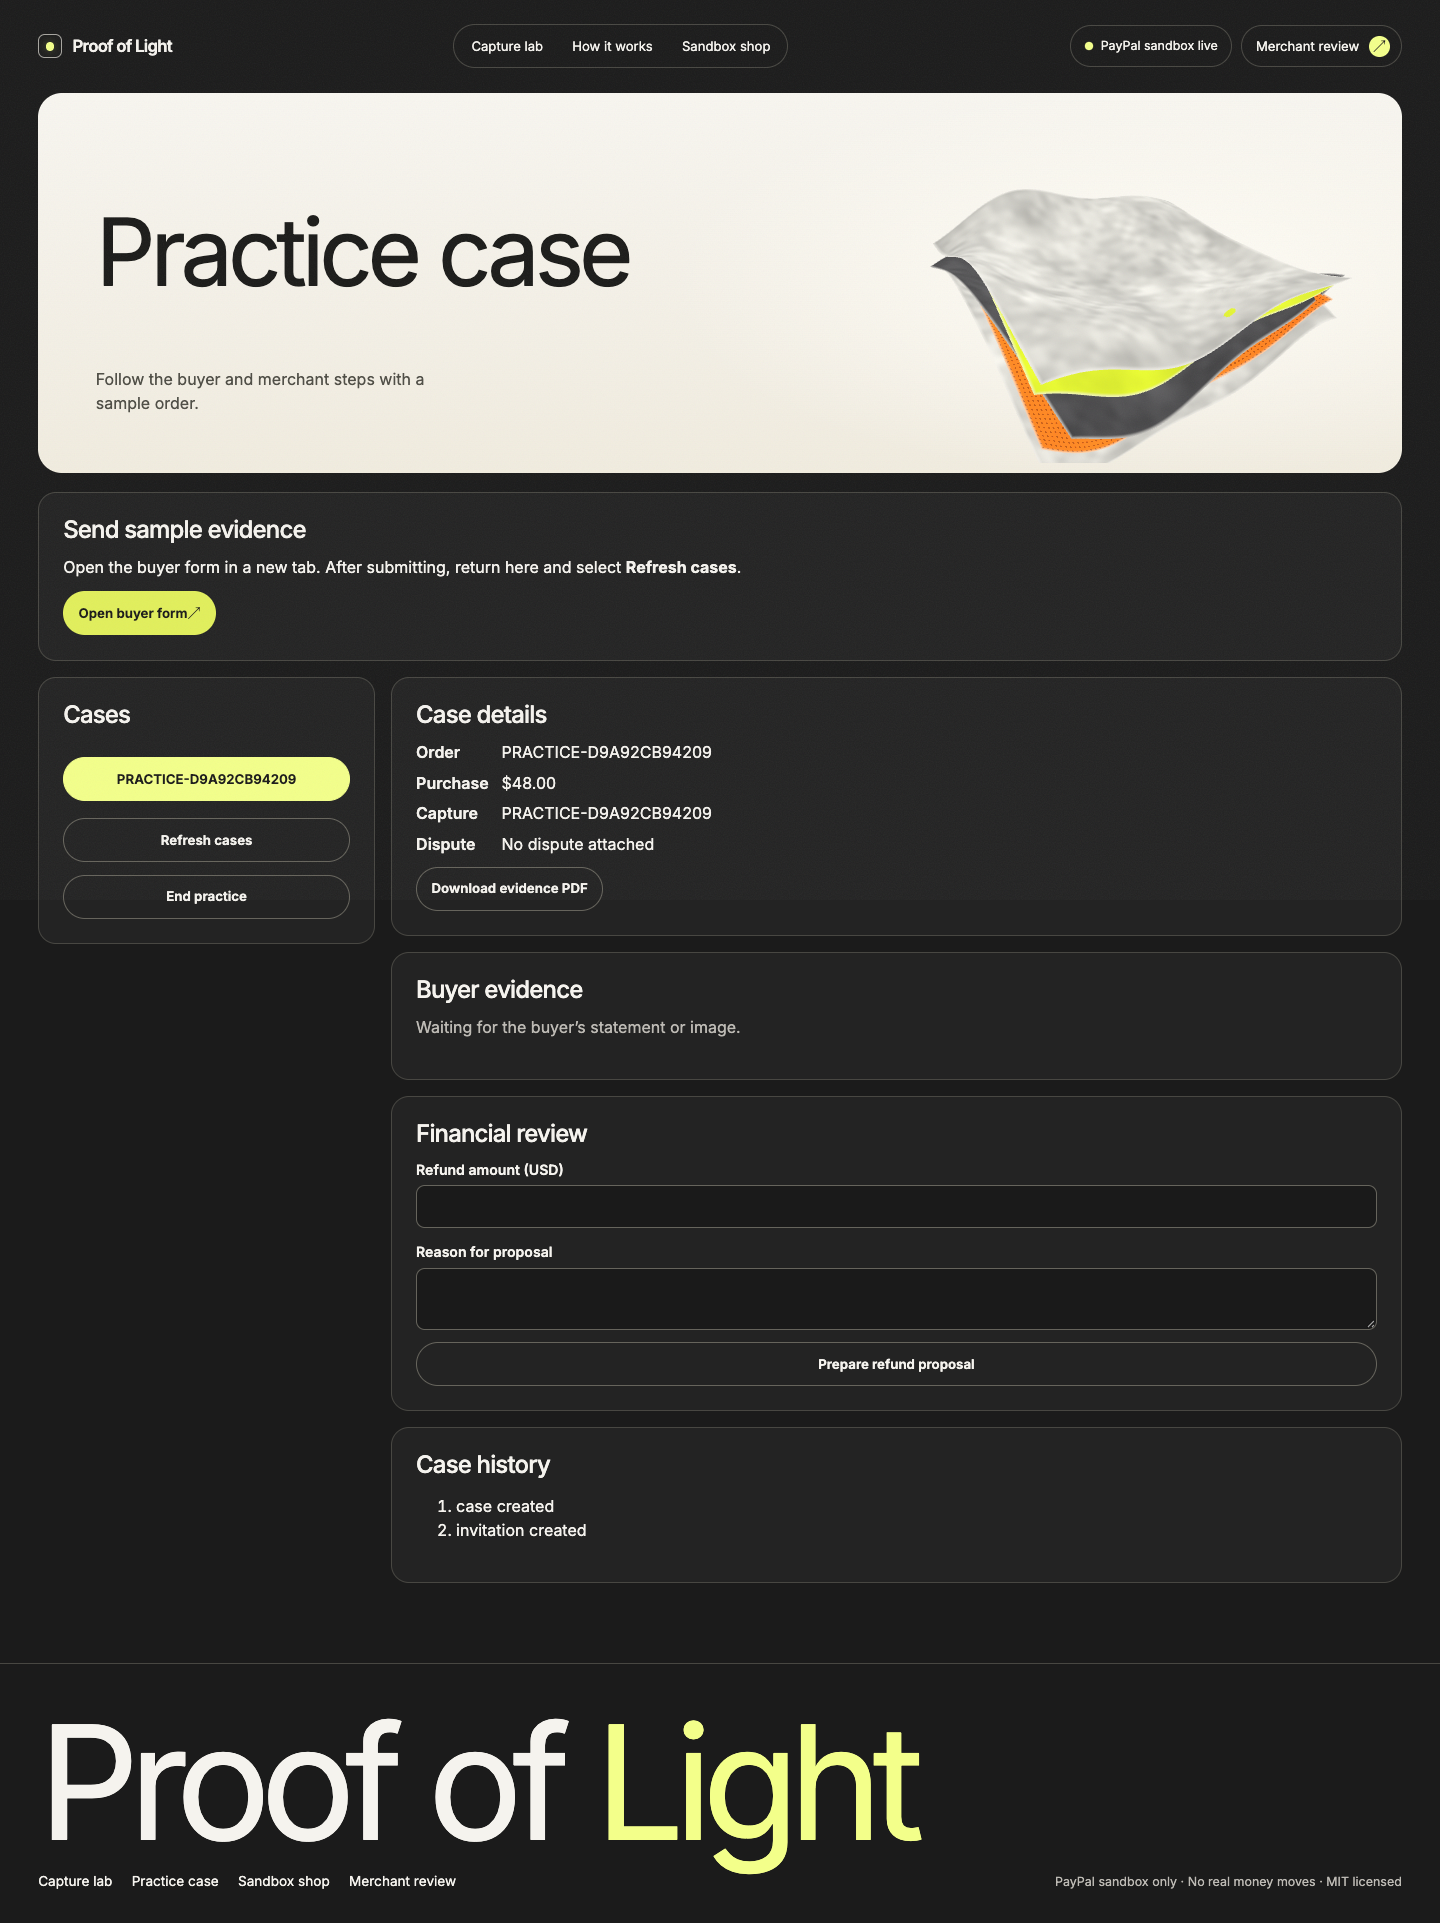 Proof of Light
Capture lab
How it works
Sandbox shop
PayPal sandbox live
Merchant review
Practice case
Follow the buyer and merchant steps with a
sample order.
Send sample evidence
Open the buyer form in a new tab. After submitting, return here and select Refresh cases.
Open buyer form
Cases
PRACTICE-D9A92CB94209
Refresh cases
End practice
Case details
Order PRACTICE-D9A92CB94209
Purchase $48.00
Capture PRACTICE-D9A92CB94209
Dispute No dispute attached
Download evidence PDF
Buyer evidence
Waiting for the buyer’s statement or image.
Financial review
Refund amount (USD)
Reason for proposal
Prepare refund proposal
Case history
1. case created
2. invitation created
Proof of Light
Capture lab
Practice case
Sandbox shop
Merchant review
PayPal sandbox only · No real money moves · MIT licensed